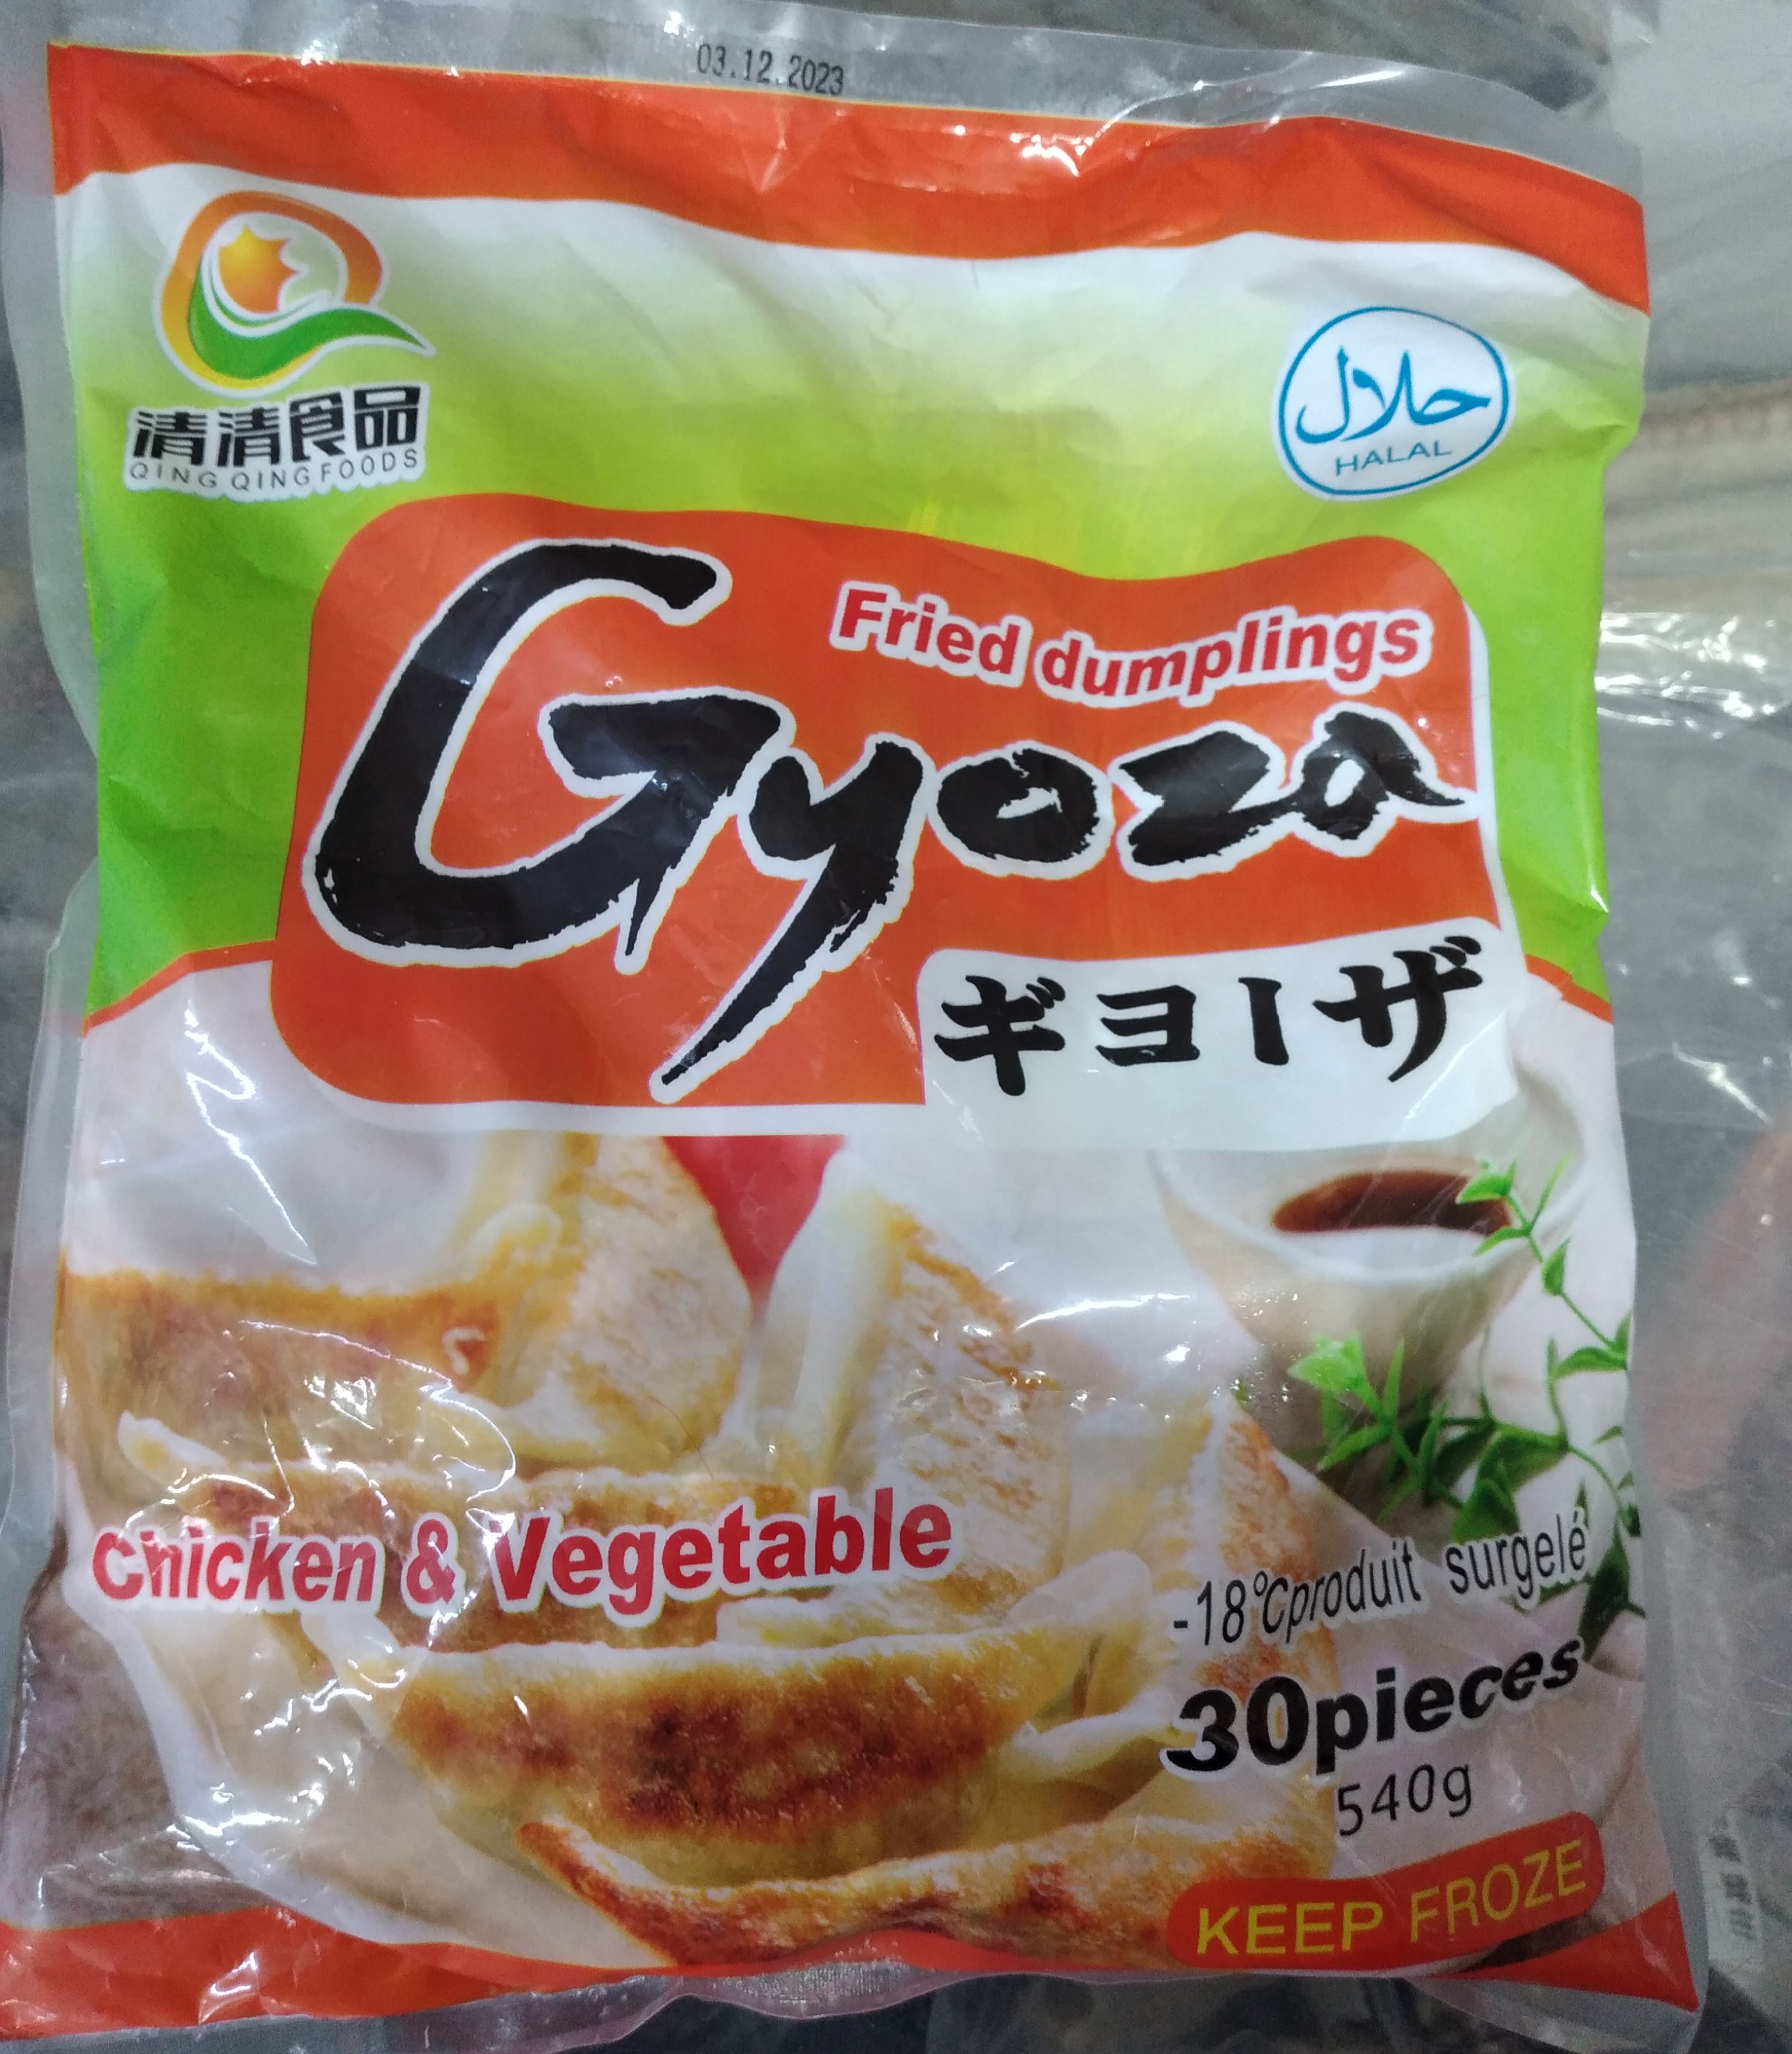 03.12.2023
清清食品
QING QING FOODS
حلال
HALAL
Fried dumplings
Gyoza
ギヨーザ
Chicken & Vegetable
-18℃produit surgelé
30pieces
540g
KEEP FROZE